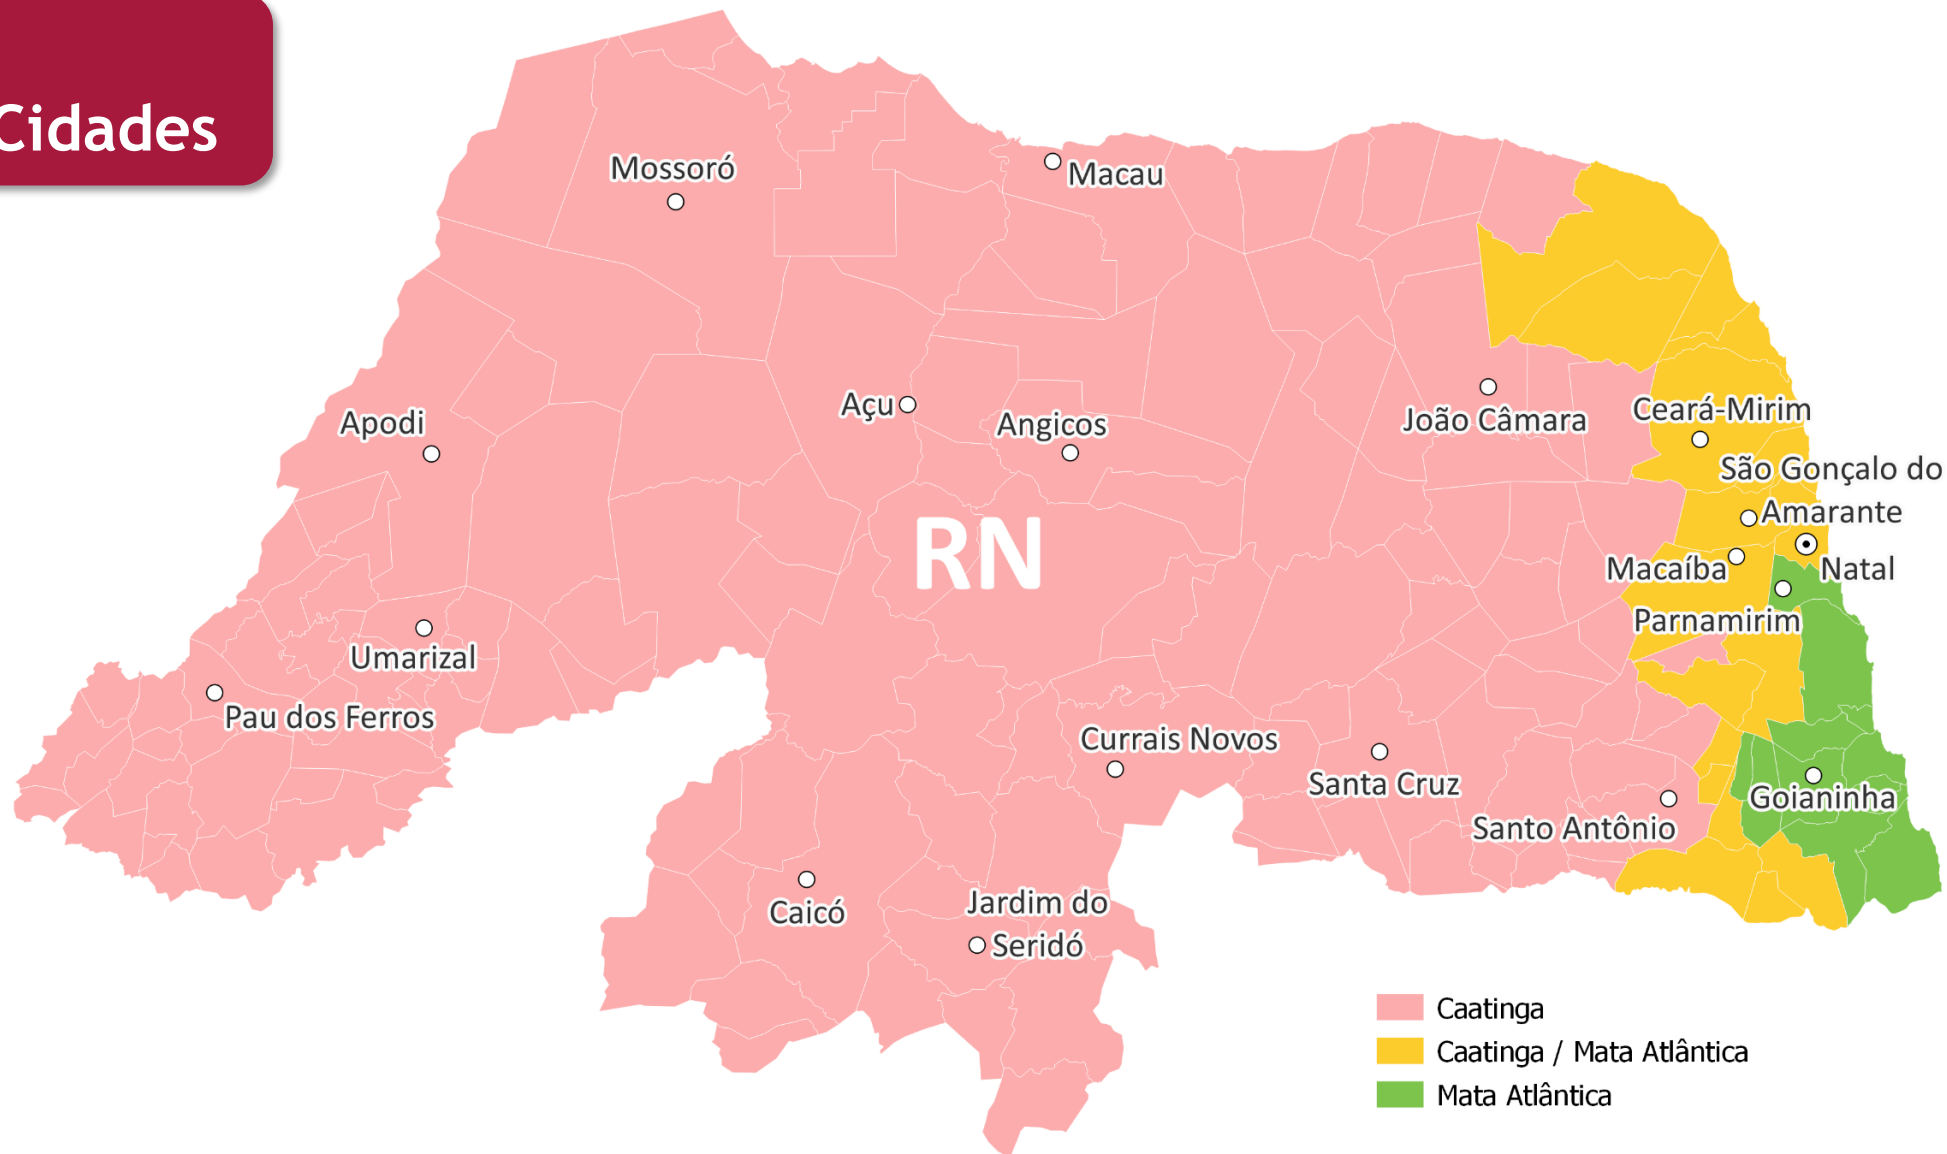 Cidades
Mossoró
Macau
Apodi
Açu
Angicos
João Câmara
Ceará-Mirim
São Gonçalo do
Amarante
RN
Macaíba
Natal
Parnamirim
Umarizal
Pau dos Ferros
Currais Novos
Santa Cruz
Goianinha
Santo Antônio
Caicó
Jardim do
Seridó
Caatinga
Caatinga / Mata Atlântica
Mata Atlântica